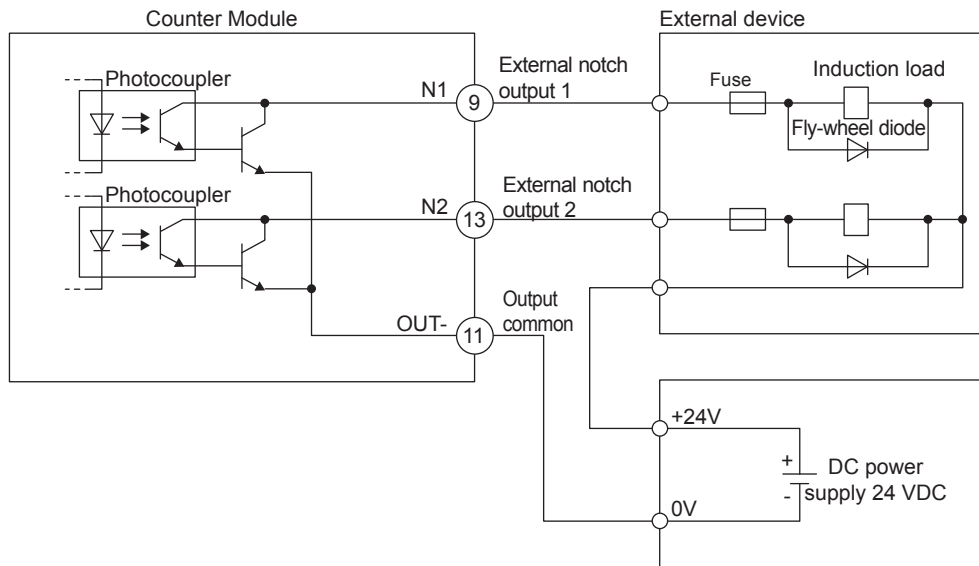 Counter Module
External device
Photocoupler
N1
9
External notch
output 1
Fuse
Induction load
Fly-wheel diode
Photocoupler
N2
13
External notch
output 2
OUT-
11
Output
common
+24V
+
-
DC power
supply 24 VDC
0V